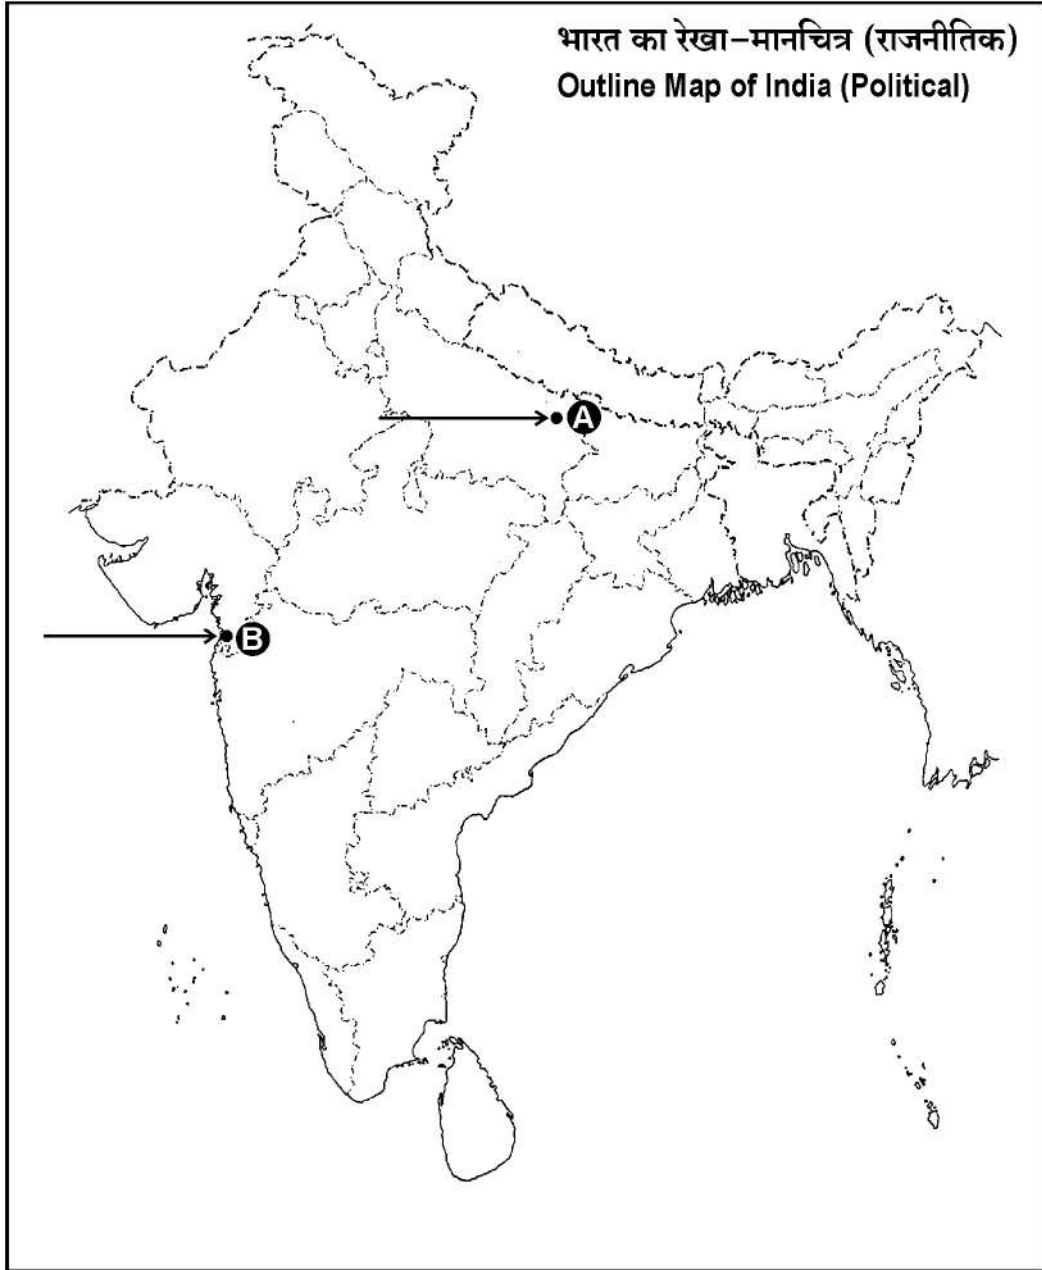 भारत का रेखा-मानचित्र (राजनीतिक)
Outline Map of India (Political)
A
B